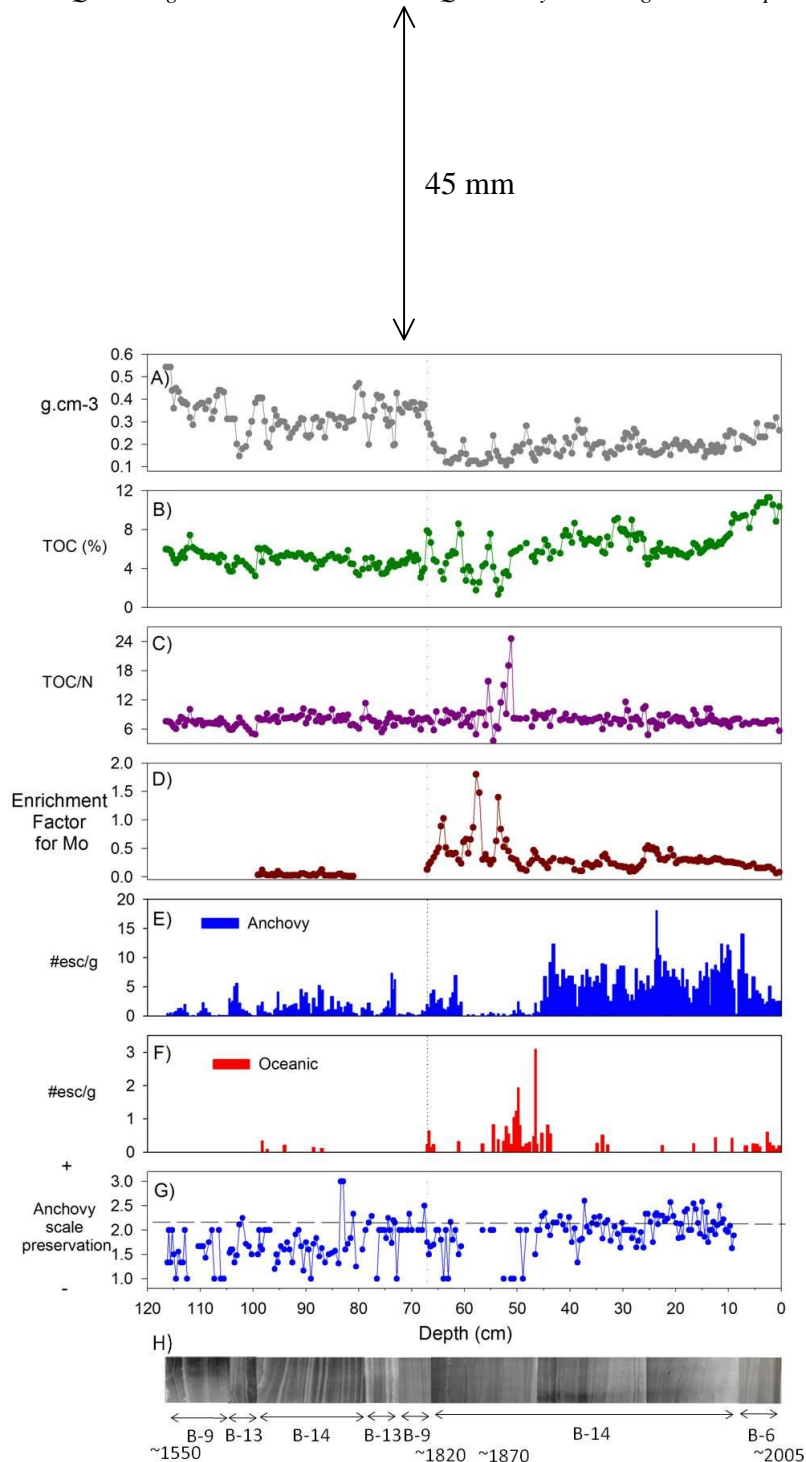 45 mm
A)
g.cm-3
0.6
0.5
0.4
0.3
0.2
0.1
B)
TOC (%)
12
8
4
0
C)
TOC/N
24
18
12
6
D)
Enrichment
Factor
for Mo
2.0
1.5
1.0
0.5
0.0
E)
Anchovy
#esc/g
20
15
10
5
0
F)
Oceanic
#esc/g
3
2
1
0
G)
+
Anchovy
scale
preservation
-
3.0
2.5
2.0
1.5
1.0
120 110 100 90 80 70 60 50 40 30 20 10 0
Depth (cm)
H)
B-9 B-13 B-14 B-13 B-9 B-14 B-6
~1550 ~1820 ~1870 ~2005